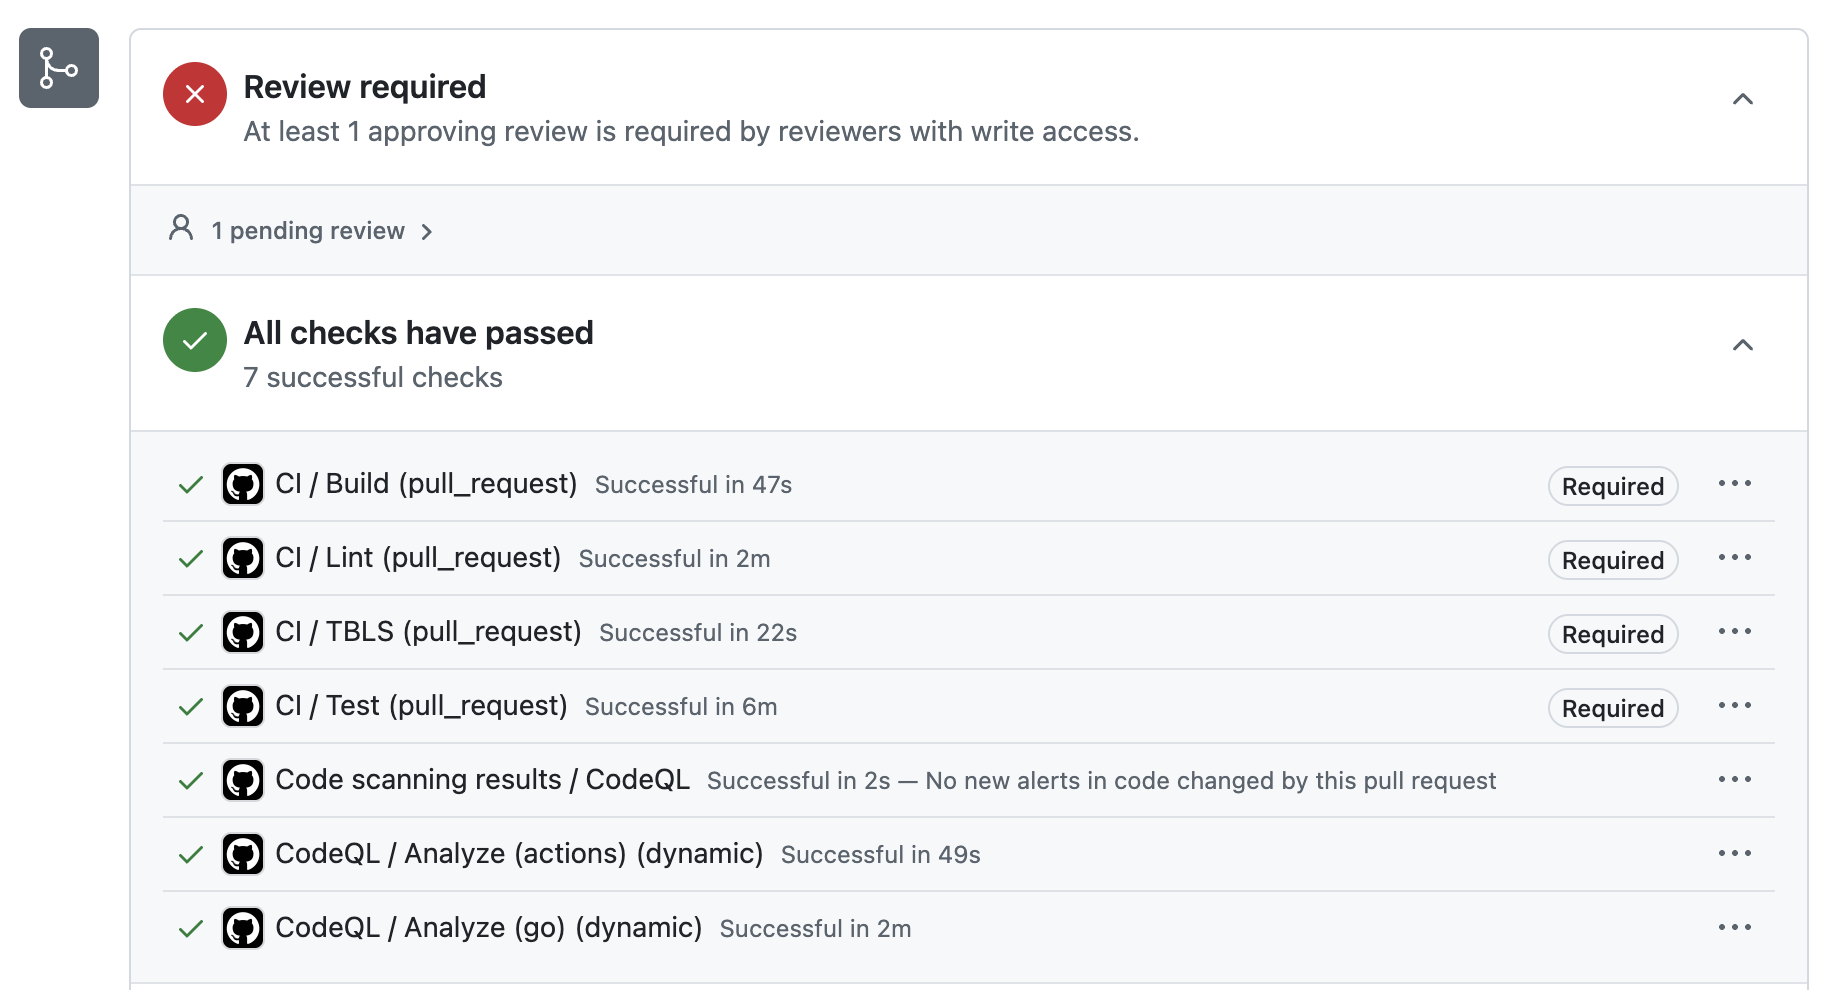 Review required
At least 1 approving review is required by reviewers with write access.
1 pending review
All checks have passed
7 successful checks
CI / Build (pull_request) Successful in 47s Required
CI / Lint (pull_request) Successful in 2m Required
CI / TBLS (pull_request) Successful in 22s Required
CI / Test (pull_request) Successful in 6m Required
Code scanning results / CodeQL Successful in 2s — No new alerts in code changed by this pull request
CodeQL / Analyze (actions) (dynamic) Successful in 49s
CodeQL / Analyze (go) (dynamic) Successful in 2m